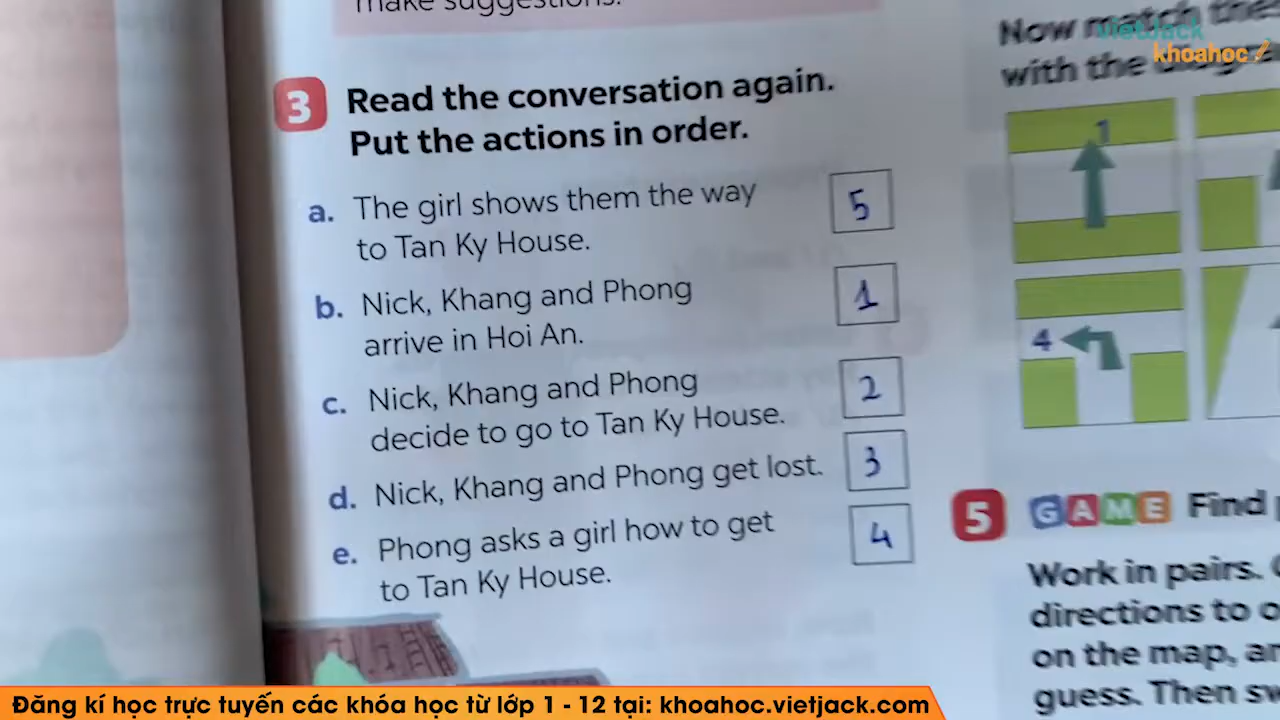 make suggestions.
3 Read the conversation again.
Put the actions in order.
a. The girl shows them the way 5
to Tan Ky House.
b. Nick, Khang and Phong 1
arrive in Hoi An.
c. Nick, Khang and Phong 2
decide to go to Tan Ky House.
d. Nick, Khang and Phong get lost. 3
e. Phong asks a girl how to get 4
to Tan Ky House.
Now match
with the
1
4
5 GAME Find
Work in pairs.
directions to
on the map,
guess. Then
vietJack
khoahoc
Đăng kí học trực tuyến các khóa học từ lớp 1 - 12 tại: khoahoc.vietjack.com